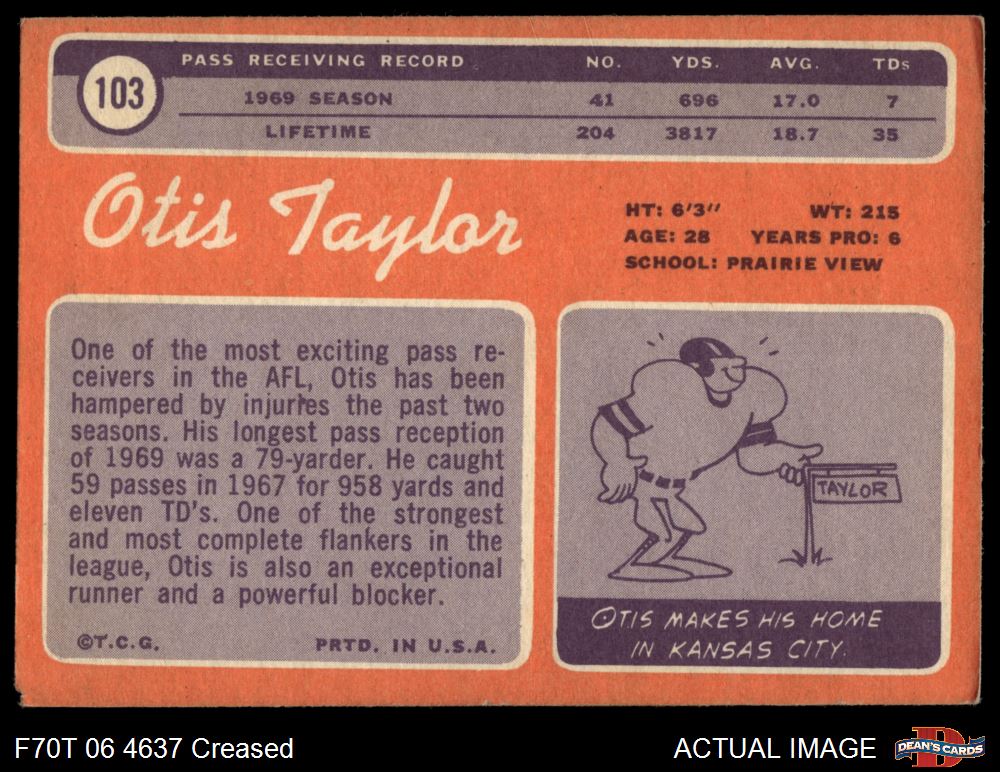 103
PASS RECEIVING RECORD NO. YDS. AVG. TDs
1969 SEASON 41 696 17.0 7
LIFETIME 204 3817 18.7 35
Otis Taylor
HT: 6'3" WT: 215
AGE: 28 YEARS PRO: 6
SCHOOL: PRAIRIE VIEW
One of the most exciting pass re-
ceivers in the AFL, Otis has been
hampered by injuries the past two
seasons. His longest pass reception
of 1969 was a 79-yarder. He caught
59 passes in 1967 for 958 yards and
eleven TD's. One of the strongest
and most complete flankers in the
league, Otis is also an exceptional
runner and a powerful blocker.
©T.C.G. PRTD. IN U.S.A.
TAYLOR
OTIS MAKES HIS HOME
IN KANSAS CITY.
F70T 06 4637 Creased
ACTUAL IMAGE
D
DEAN'S CARDS